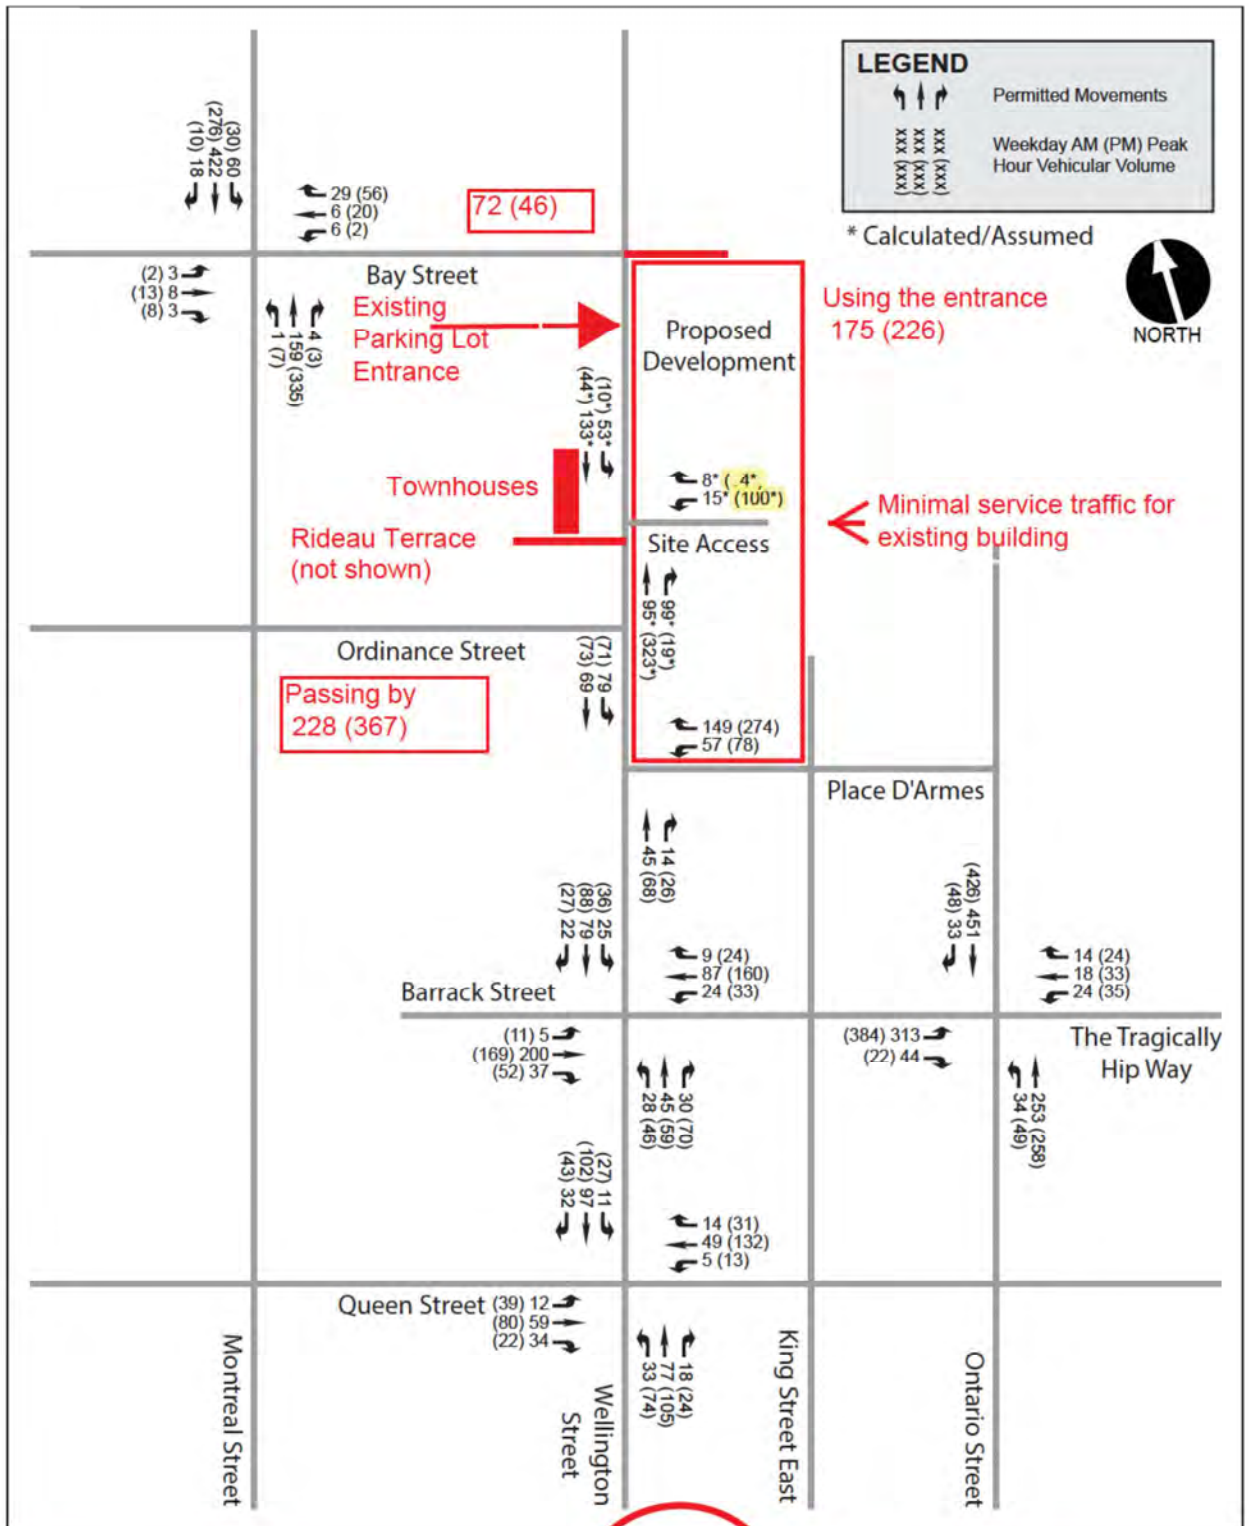 LEGEND
Permitted Movements
xxx (xxx)
xxx (xxx)
xxx (xxx)
Weekday AM (PM) Peak
Hour Vehicular Volume
* Calculated/Assumed
NORTH
(10) 18
(276) 422
(30) 60
29 (56)
6 (20)
6 (2)
72 (46)
(2) 3
(13) 8
(8) 3
Bay Street
1 (7)
159 (335)
4 (3)
Existing
Parking Lot
Entrance
Proposed
Development
Using the entrance
175 (226)
(44*) 133*
(10*) 53*
Townhouses
8* ( .4*,
15* (100*)
Rideau Terrace
(not shown)
Site Access
Minimal service traffic for
existing building
95* (323*)
99* (19*)
Ordinance Street
(73) 69
(71) 79
Passing by
228 (367)
149 (274)
57 (78)
Place D'Armes
45 (68)
14 (26)
(27) 22
(88) 79
(36) 25
9 (24)
87 (160)
24 (33)
(48) 33
(426) 451
14 (24)
18 (33)
24 (35)
Barrack Street
(11) 5
(169) 200
(52) 37
(384) 313
(22) 44
The Tragically
Hip Way
28 (46)
45 (59)
30 (70)
34 (49)
253 (258)
(43) 32
(102) 97
(27) 11
14 (31)
49 (132)
5 (13)
Queen Street
(39) 12
(80) 59
(22) 34
33 (74)
77 (105)
18 (24)
Montreal Street
Wellington
Street
King Street East
Ontario Street